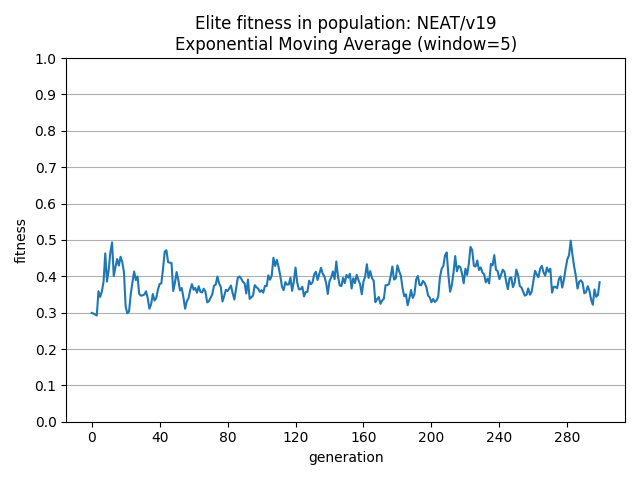 Elite fitness in population: NEAT/v19
Exponential Moving Average (window=5)
1.0
0.9
0.8
0.7
0.6
0.5
0.4
0.3
0.2
0.1
0.0
fitness
0 40 80 120 160 200 240 280
generation